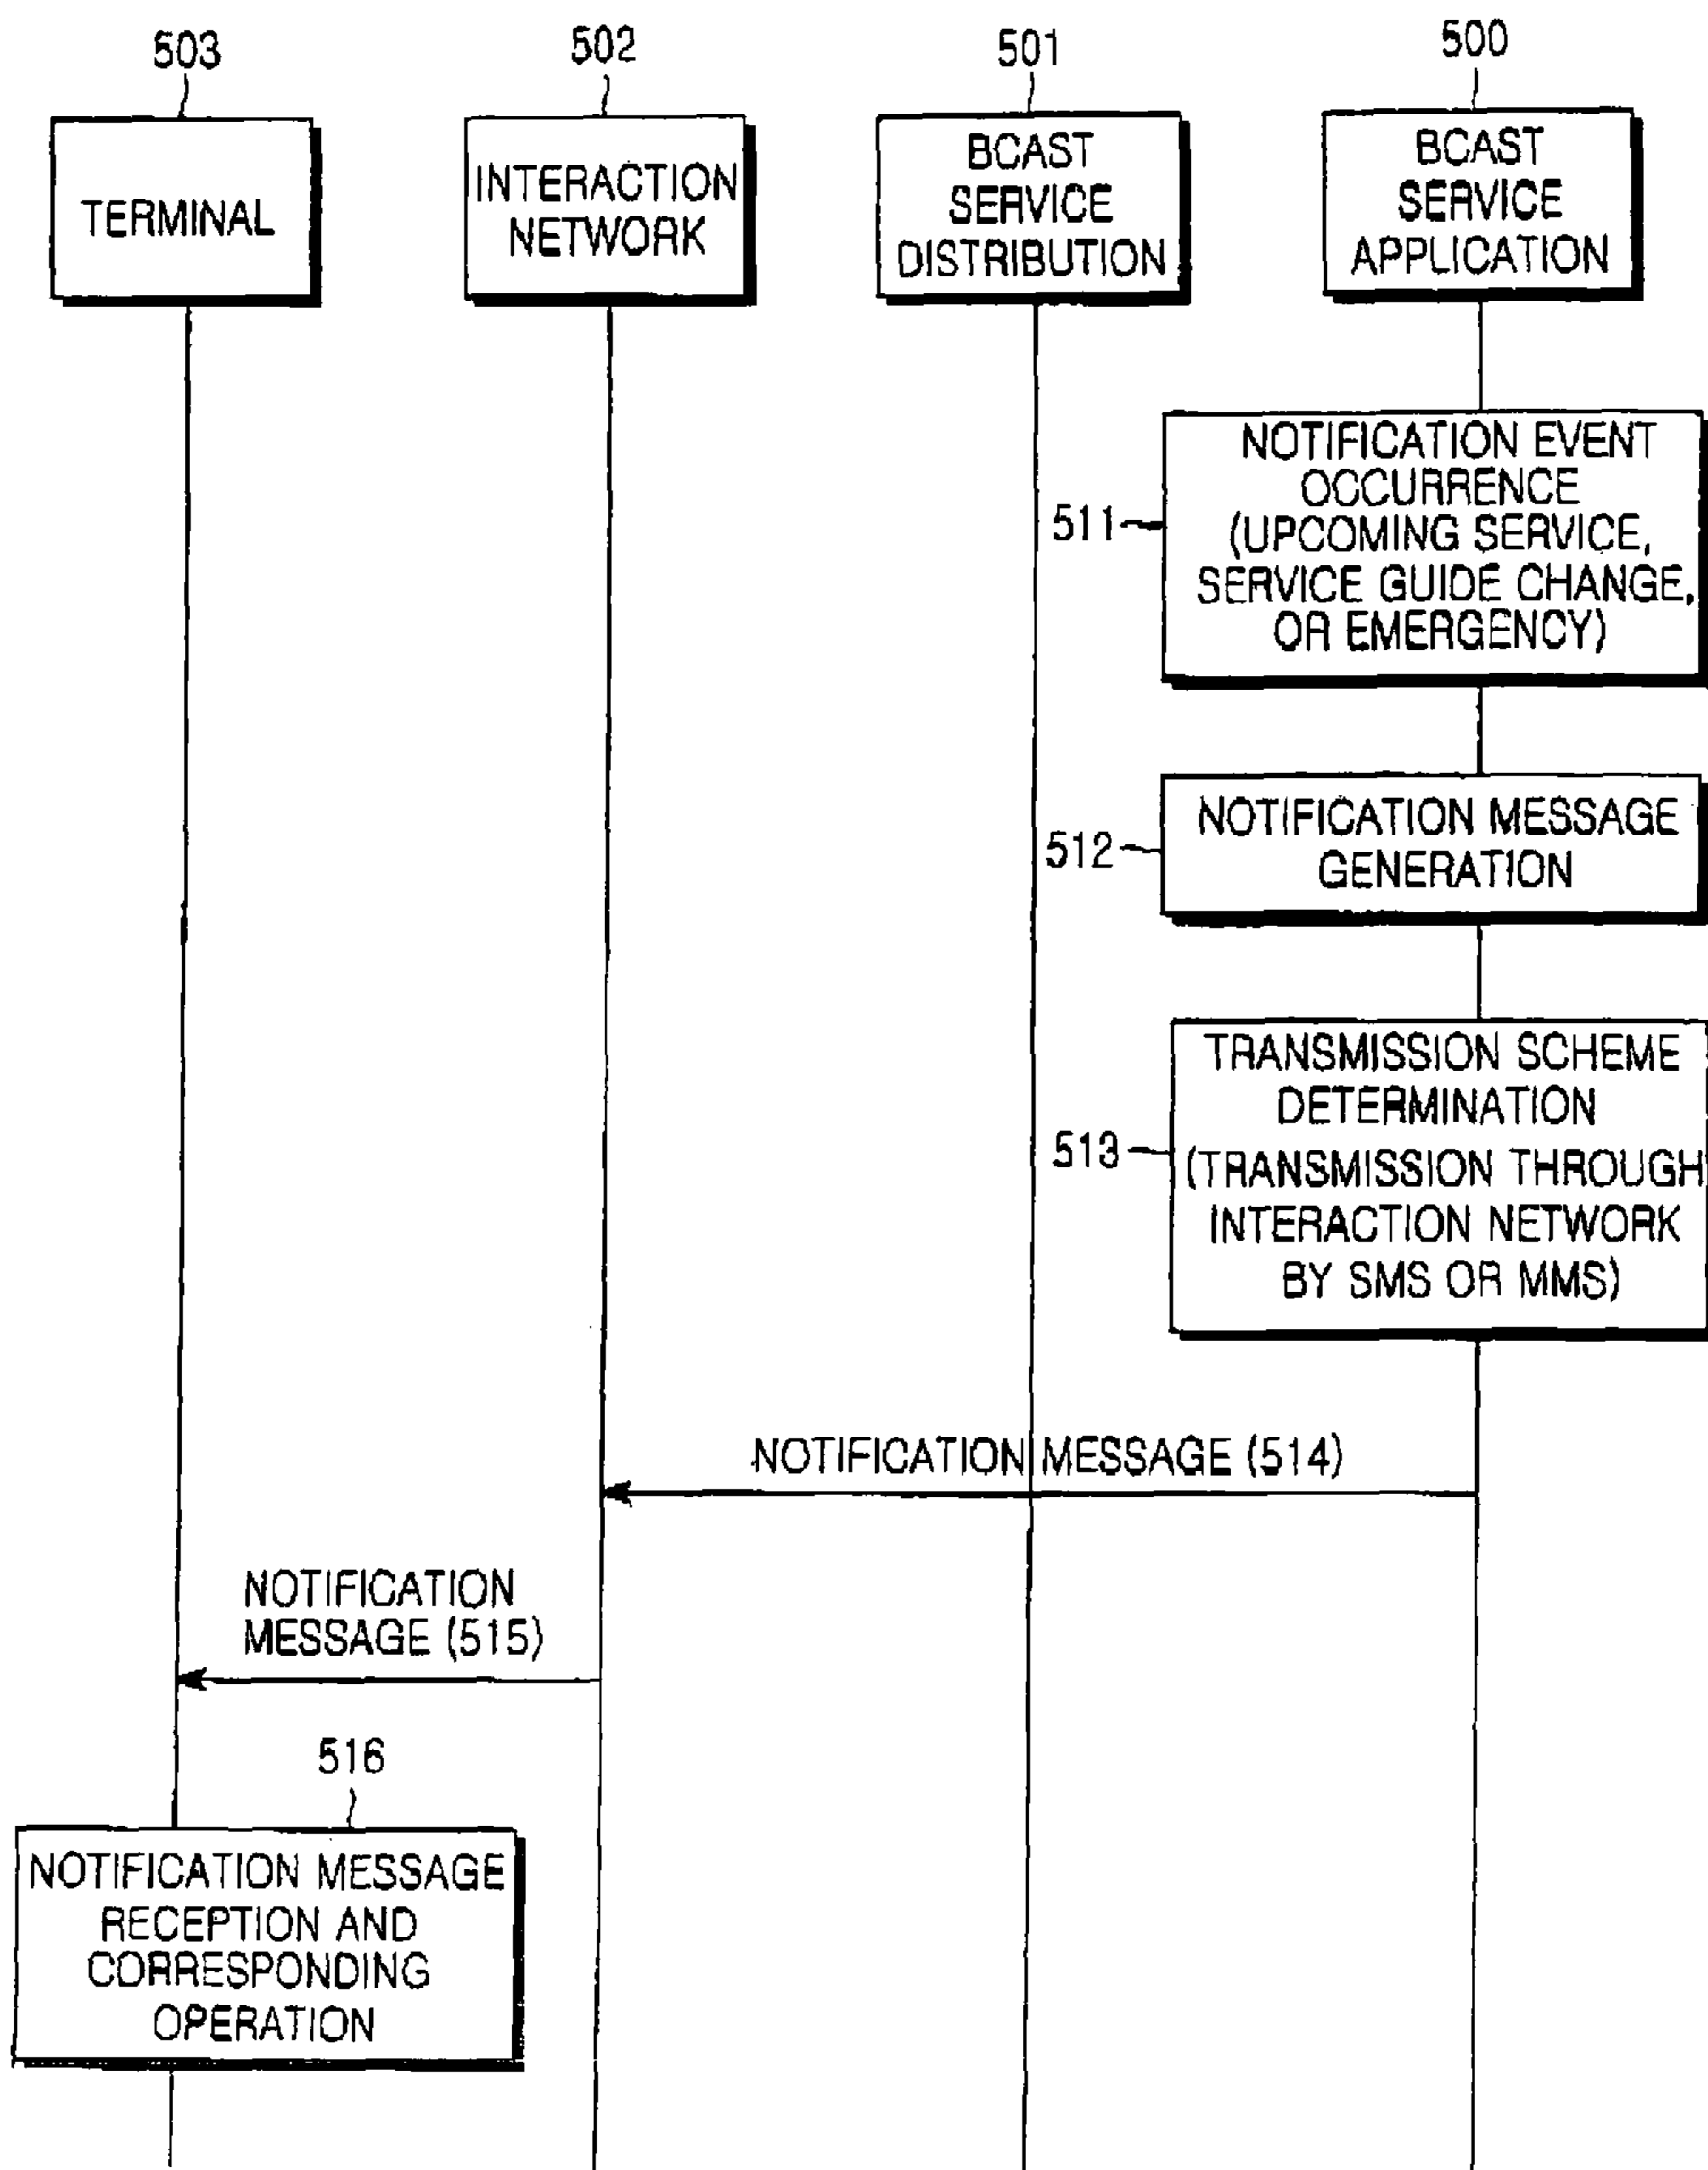 503
502
501
500
TERMINAL
INTERACTION
NETWORK
BCAST
SERVICE
DISTRIBUTION
BCAST
SERVICE
APPLICATION
511
NOTIFICATION EVENT
OCCURRENCE
(UPCOMING SERVICE,
SERVICE GUIDE CHANGE,
OR EMERGENCY)
512
NOTIFICATION MESSAGE
GENERATION
513
TRANSMISSION SCHEME
DETERMINATION
(TRANSMISSION THROUGH
INTERACTION NETWORK
BY SMS OR MMS)
NOTIFICATION MESSAGE (514)
NOTIFICATION
MESSAGE (515)
516
NOTIFICATION MESSAGE
RECEPTION AND
CORRESPONDING
OPERATION